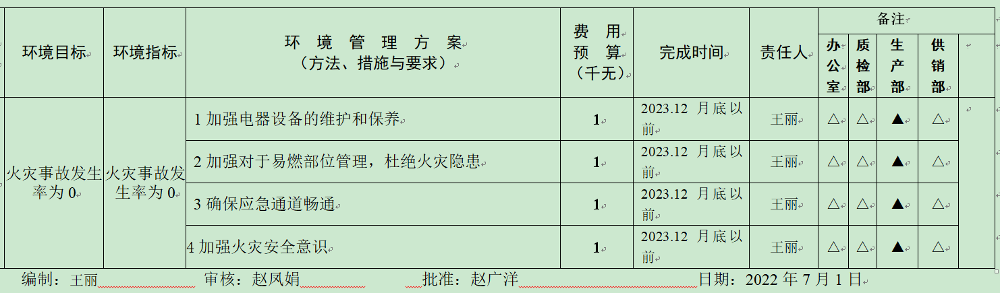 备注
环境目标 环境指标 环 境 管 理 方 案 费 用 完成时间 责任人 办 质 生 供
(方法、措施与要求) 预 算 公 检 产 销
(千无) 室 部 部 部
火灾事故发生率为 0 火灾事故发生率为 0
1 加强电器设备的维护和保养 1 2023.12 月底以前 王丽 △ △ ▲ △
2 加强对于易燃部位管理，杜绝火灾隐患 1 2023.12 月底以前 王丽 △ △ ▲ △
3 确保应急通道畅通 1 2023.12 月底以前 王丽 △ △ ▲ △
4 加强火灾安全意识 1 2023.12 月底以前 王丽 △ △ ▲ △
编制：王丽 审核：赵凤娟 批准：赵广洋 日期：2022 年 7 月 1 日